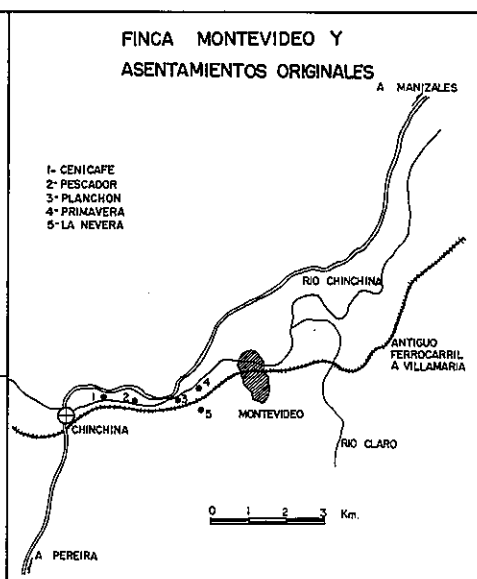 FINCA MONTEVIDEO Y
ASENTAMIENTOS ORIGINALES
A MANIZALES
1- CENICAFE
2- PESCADOR
3- PLANCHON
4- PRIMAVERA
5- LA NEVERA
RIO CHINCHINA
ANTIGUO
FERROCARRIL
A VILLAMARIA
1
2
3
4
5
MONTEVIDEO
CHINCHINA
RIO CLARO
0 1 2 3 Km.
A PEREIRA